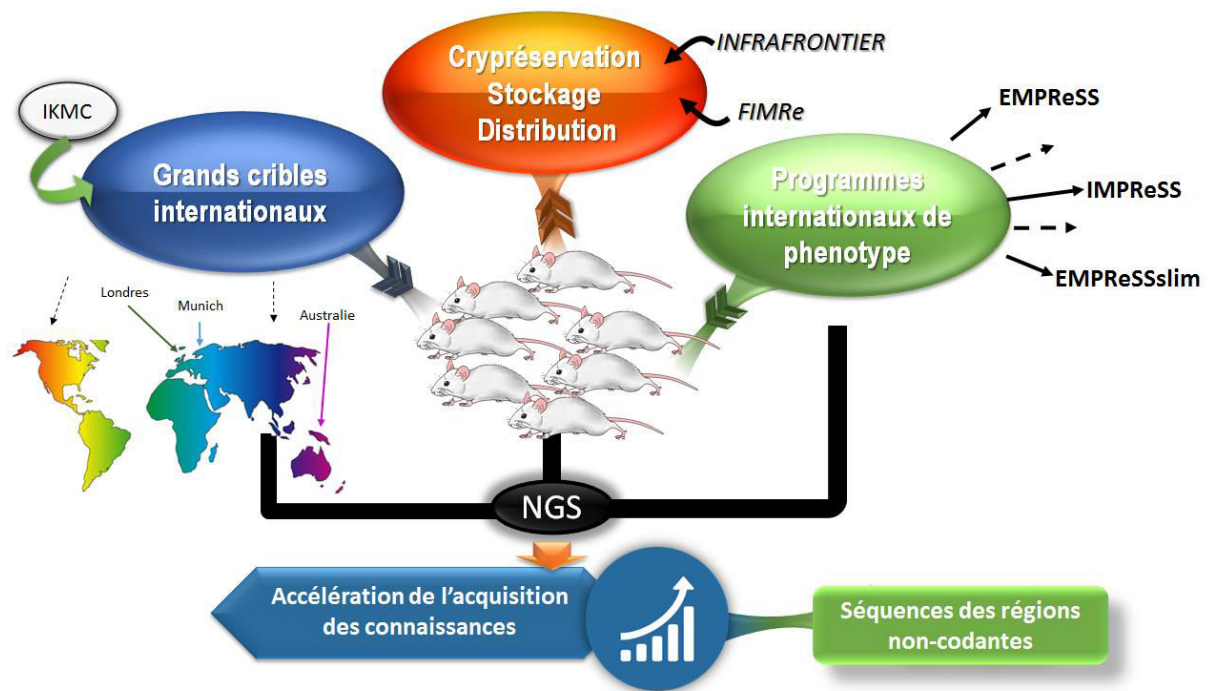 Crypréservation
Stockage
Distribution
INFRAFRONTIER
FIMRe
IKMC
Grands cribles
internationaux
Programmes
internationaux de
phenotype
EMPReSS
IMPReSS
EMPReSSslim
Londres
Munich
Australie
NGS
Accélération de l'acquisition
des connaissances
Séquences des régions
non-codantes